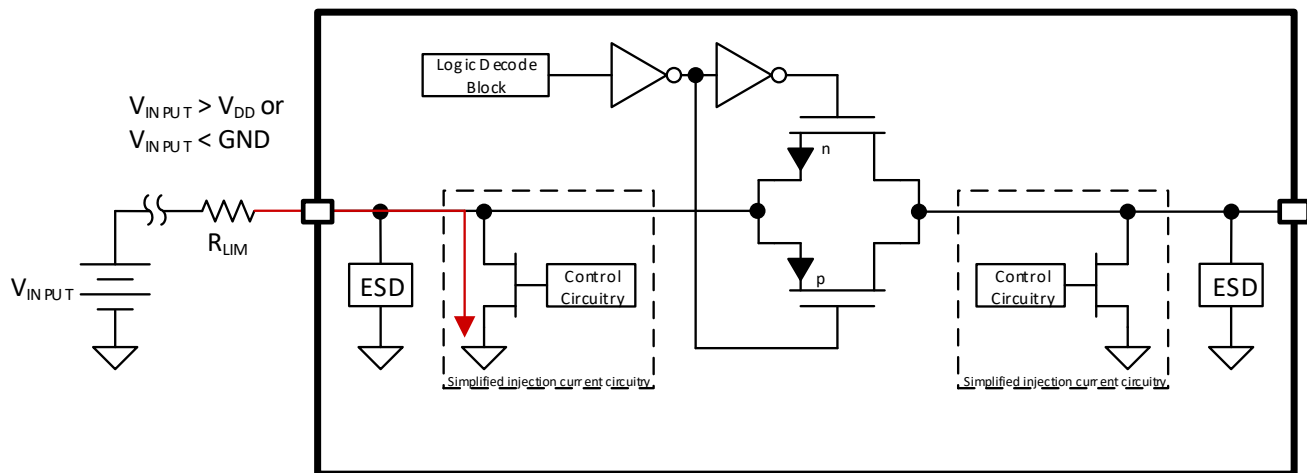 Logic Decode
Block
V_INPUT > V_DD or
V_INPUT < GND
n
R_LIM
V_INPUT
ESD
Control
Circuitry
p
Control
Circuitry
ESD
Simplified injection current circuitry
Simplified injection current circuitry